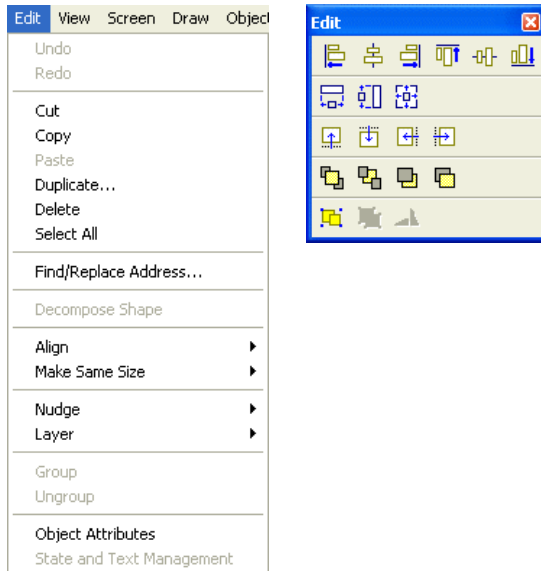 Edit View Screen Draw Objec
Undo
Redo
Cut
Copy
Paste
Duplicate...
Delete
Select All
Find/Replace Address...
Decompose Shape
Align
Make Same Size
Nudge
Layer
Group
Ungroup
Object Attributes
State and Text Management
Edit